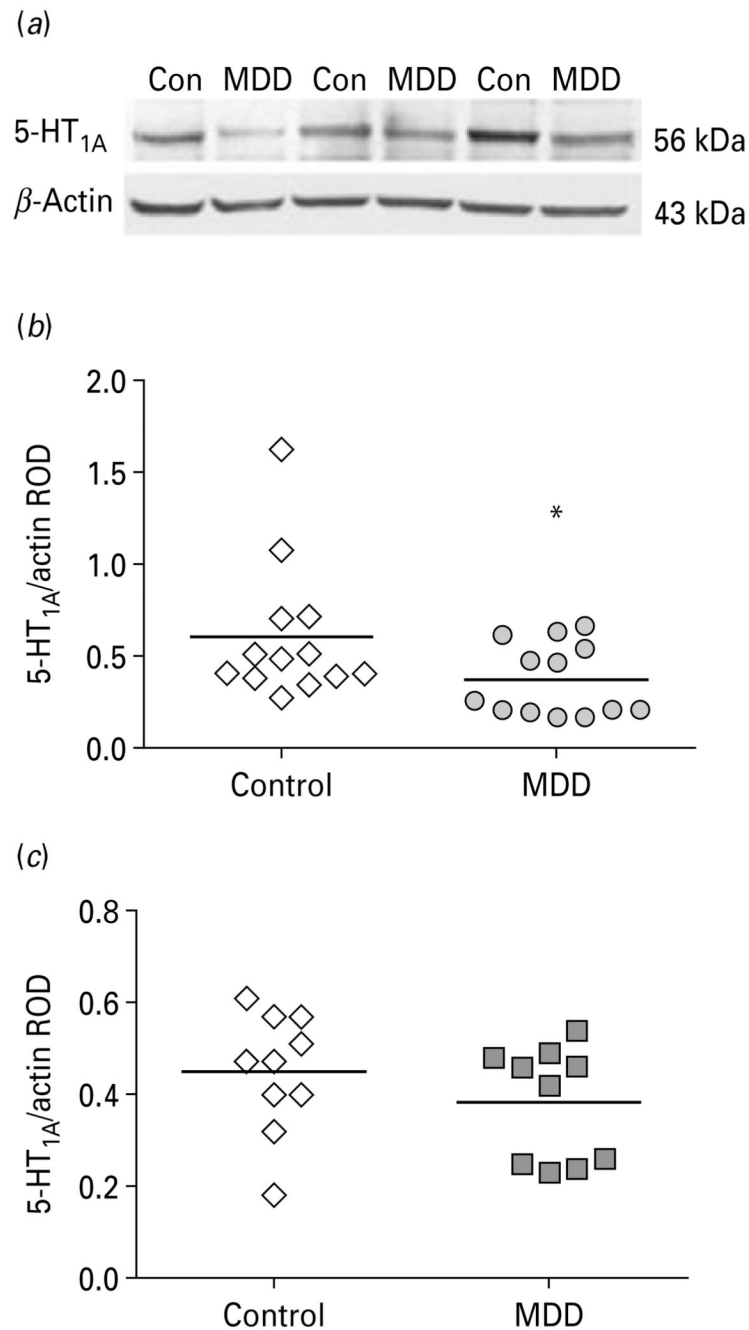 (a)
Con MDD Con MDD Con MDD
5-HT1A 56 kDa
β-Actin 43 kDa
(b)
5-HT1A/actin ROD
2.0
1.5
1.0
0.5
0.0
*
Control MDD
(c)
5-HT1A/actin ROD
0.8
0.6
0.4
0.2
0.0
Control MDD